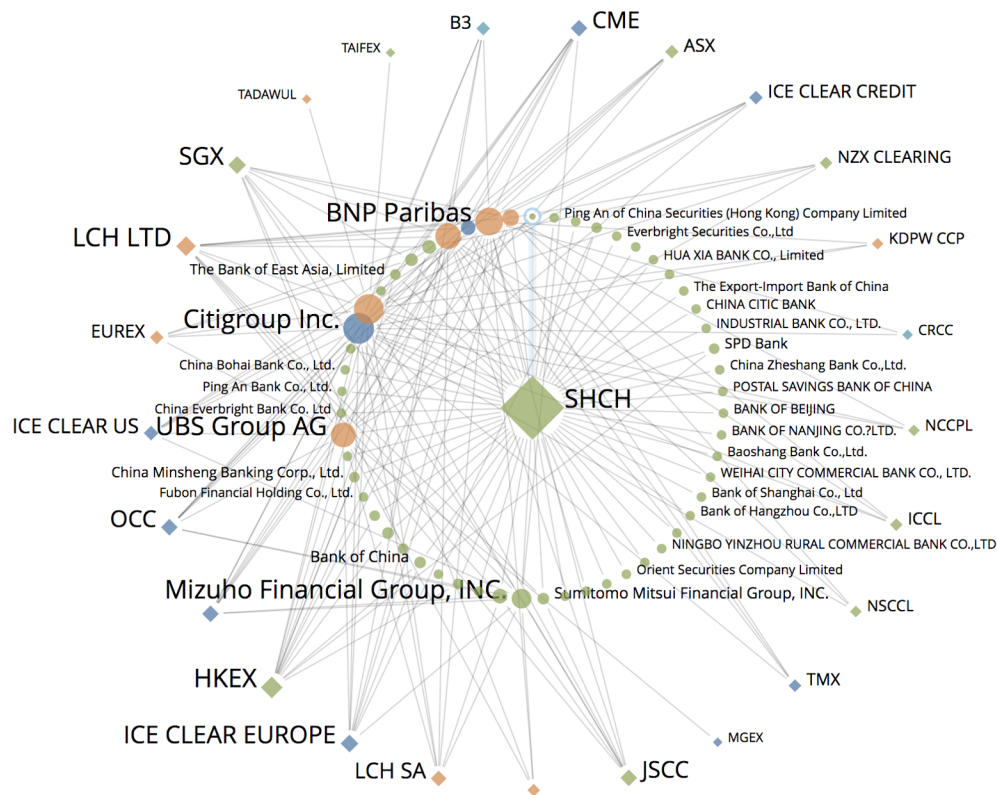 B3
CME
TAIFEX
ASX
TADAWUL
ICE CLEAR CREDIT
SGX
NZX CLEARING
BNP Paribas
Ping An of China Securities (Hong Kong) Company Limited
Everbright Securities Co.,Ltd
LCH LTD
KDPW CCP
HUA XIA BANK CO., Limited
The Bank of East Asia, Limited
The Export-Import Bank of China
CHINA CITIC BANK
Citigroup Inc.
INDUSTRIAL BANK CO., LTD.
EUREX
CRCC
SPD Bank
China Bohai Bank Co., Ltd.
China Zheshang Bank Co.,Ltd.
Ping An Bank Co., Ltd.
POSTAL SAVINGS BANK OF CHINA
SHCH
China Everbright Bank Co. Ltd
BANK OF BEIJING
ICE CLEAR US
UBS Group AG
BANK OF NANJING CO.?LTD.
NCCPL
Baoshang Bank Co.,Ltd.
China Minsheng Banking Corp., Ltd.
WEIHAI CITY COMMERCIAL BANK CO., LTD.
Fubon Financial Holding Co., Ltd.
Bank of Shanghai Co., Ltd
Bank of Hangzhou Co.,LTD
OCC
ICCL
NINGBO YINZHOU RURAL COMMERCIAL BANK CO.,LTD
Bank of China
Orient Securities Company Limited
Mizuho Financial Group, INC.
Sumitomo Mitsui Financial Group, INC.
NSCCL
HKEX
TMX
ICE CLEAR EUROPE
MGEX
LCH SA
JSCC